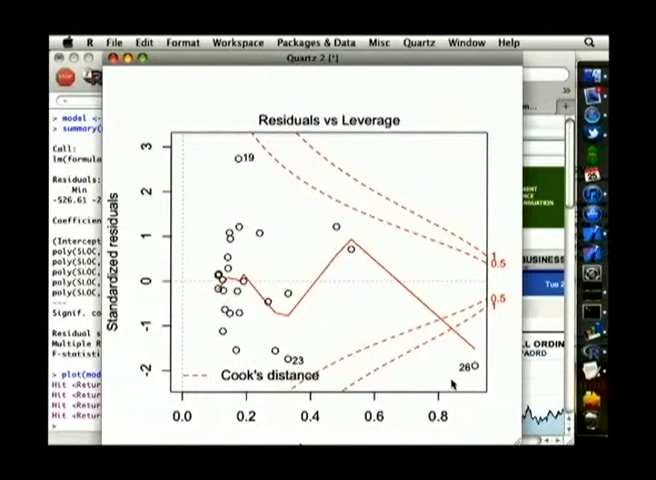 R File Edit Format Workspace Packages & Data Misc Quartz Window Help
Quartz 2 [*]
STOP
> model <-
> summary(
Call:
lm(formula
Residuals:
Min
-526.61 -2
Coefficien
(Intercept
poly(SLOC,
poly(SLOC,
poly(SLOC,
poly(SLOC,
poly(SLOC,
---
Signif. co
Residual s
Multiple R
F-statisti
> plot(mod
Hit <Retur
Hit <Retur
Hit <Retur
Hit <Retur
>
Residuals vs Leverage
Standardized residuals
3
2
1
0
-1
-2
19
23
26
1
0.5
0.5
1
Cook's distance
0.0 0.2 0.4 0.6 0.8
25
BUSINESS
Tue 2